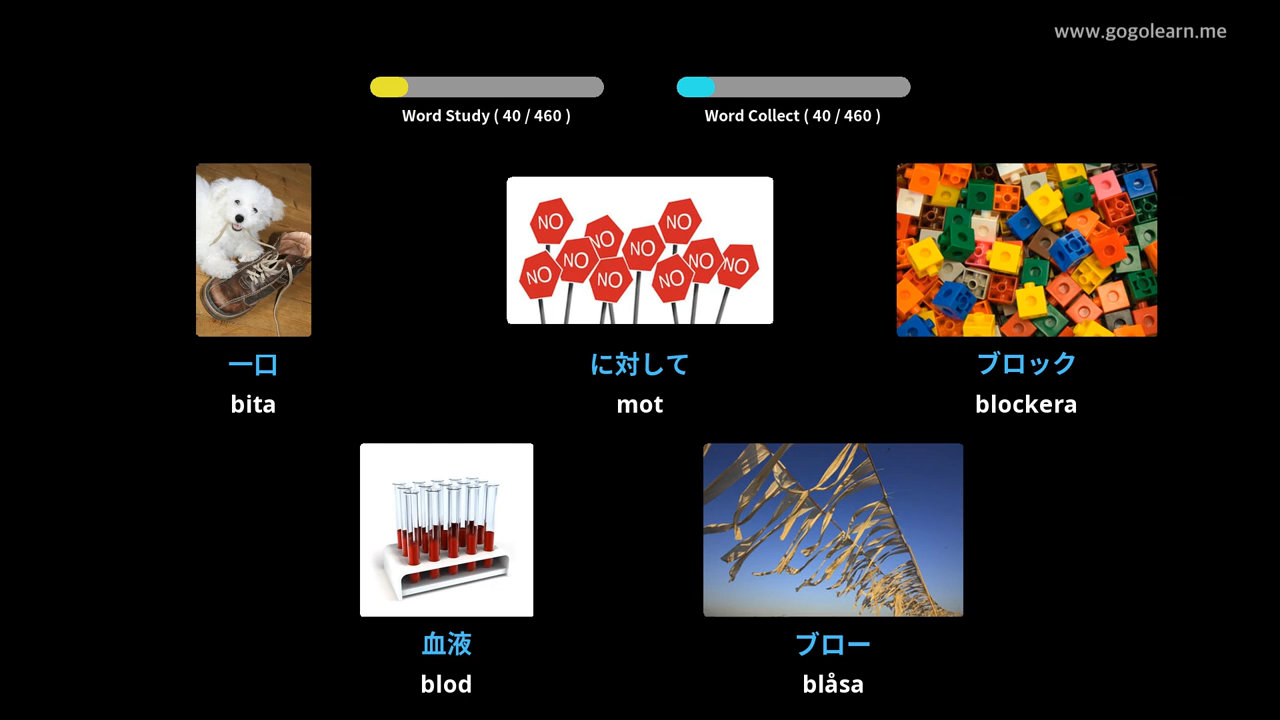 www.gogolearn.me
Word Study ( 40 / 460 )
Word Collect ( 40 / 460 )
NO
NO
NO
NO
NO
NO
NO
NO
NO
NO
一口
に対して
ブロック
bita
mot
blockera
血液
ブロー
blod
blåsa